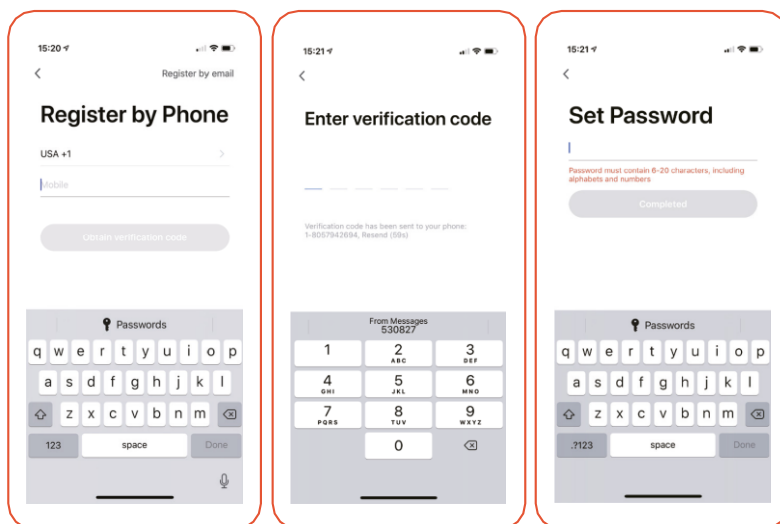 15:20
Register by email
Register by Phone
USA +1
Mobile
Obtain verification code
Passwords
q w e r t y u i o p
a s d f g h j k l
z x c v b n m
123 space Done
15:21
Enter verification code
Verification code has been sent to your phone:
1-8057942694, Resend (59s)
From Messages
530827
1 2 3
ABC DEF
4 5 6
GHI JKL MNO
7 8 9
PQRS TUV WXYZ
0
15:21
Set Password
Password must contain 6-20 characters, including
alphabets and numbers
Completed
Passwords
q w e r t y u i o p
a s d f g h j k l
z x c v b n m
.?123 space Done